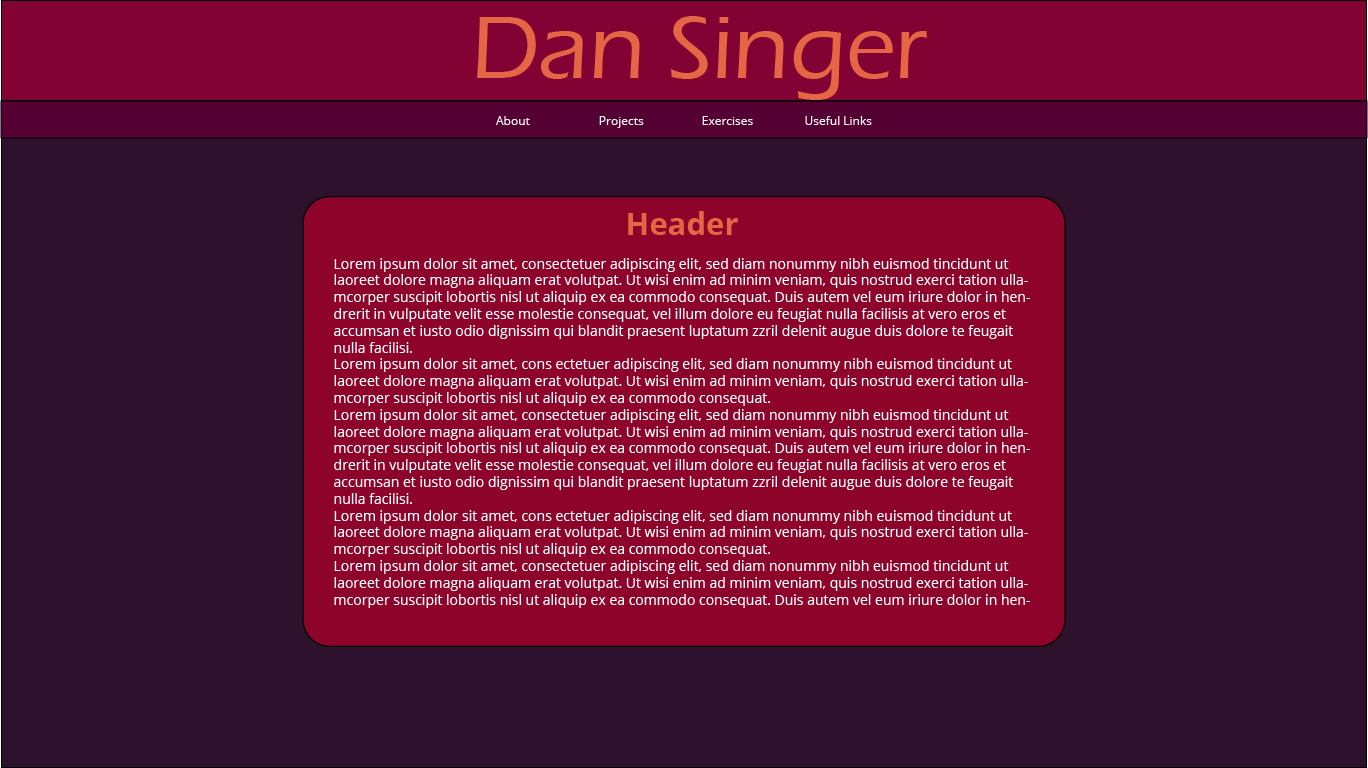 Dan Singer
About Projects Exercises Useful Links
Header
Lorem ipsum dolor sit amet, consectetuer adipiscing elit, sed diam nonummy nibh euismod tincidunt ut
laoreet dolore magna aliquam erat volutpat. Ut wisi enim ad minim veniam, quis nostrud exerci tation ulla-
mcorper suscipit lobortis nisl ut aliquip ex ea commodo consequat. Duis autem vel eum iriure dolor in hen-
drerit in vulputate velit esse molestie consequat, vel illum dolore eu feugiat nulla facilisis at vero eros et
accumsan et iusto odio dignissim qui blandit praesent luptatum zzril delenit augue duis dolore te feugait
nulla facilisi.
Lorem ipsum dolor sit amet, cons ectetuer adipiscing elit, sed diam nonummy nibh euismod tincidunt ut
laoreet dolore magna aliquam erat volutpat. Ut wisi enim ad minim veniam, quis nostrud exerci tation ulla-
mcorper suscipit lobortis nisl ut aliquip ex ea commodo consequat.
Lorem ipsum dolor sit amet, consectetuer adipiscing elit, sed diam nonummy nibh euismod tincidunt ut
laoreet dolore magna aliquam erat volutpat. Ut wisi enim ad minim veniam, quis nostrud exerci tation ulla-
mcorper suscipit lobortis nisl ut aliquip ex ea commodo consequat. Duis autem vel eum iriure dolor in hen-
drerit in vulputate velit esse molestie consequat, vel illum dolore eu feugiat nulla facilisis at vero eros et
accumsan et iusto odio dignissim qui blandit praesent luptatum zzril delenit augue duis dolore te feugait
nulla facilisi.
Lorem ipsum dolor sit amet, cons ectetuer adipiscing elit, sed diam nonummy nibh euismod tincidunt ut
laoreet dolore magna aliquam erat volutpat. Ut wisi enim ad minim veniam, quis nostrud exerci tation ulla-
mcorper suscipit lobortis nisl ut aliquip ex ea commodo consequat.
Lorem ipsum dolor sit amet, consectetuer adipiscing elit, sed diam nonummy nibh euismod tincidunt ut
laoreet dolore magna aliquam erat volutpat. Ut wisi enim ad minim veniam, quis nostrud exerci tation ulla-
mcorper suscipit lobortis nisl ut aliquip ex ea commodo consequat. Duis autem vel eum iriure dolor in hen-